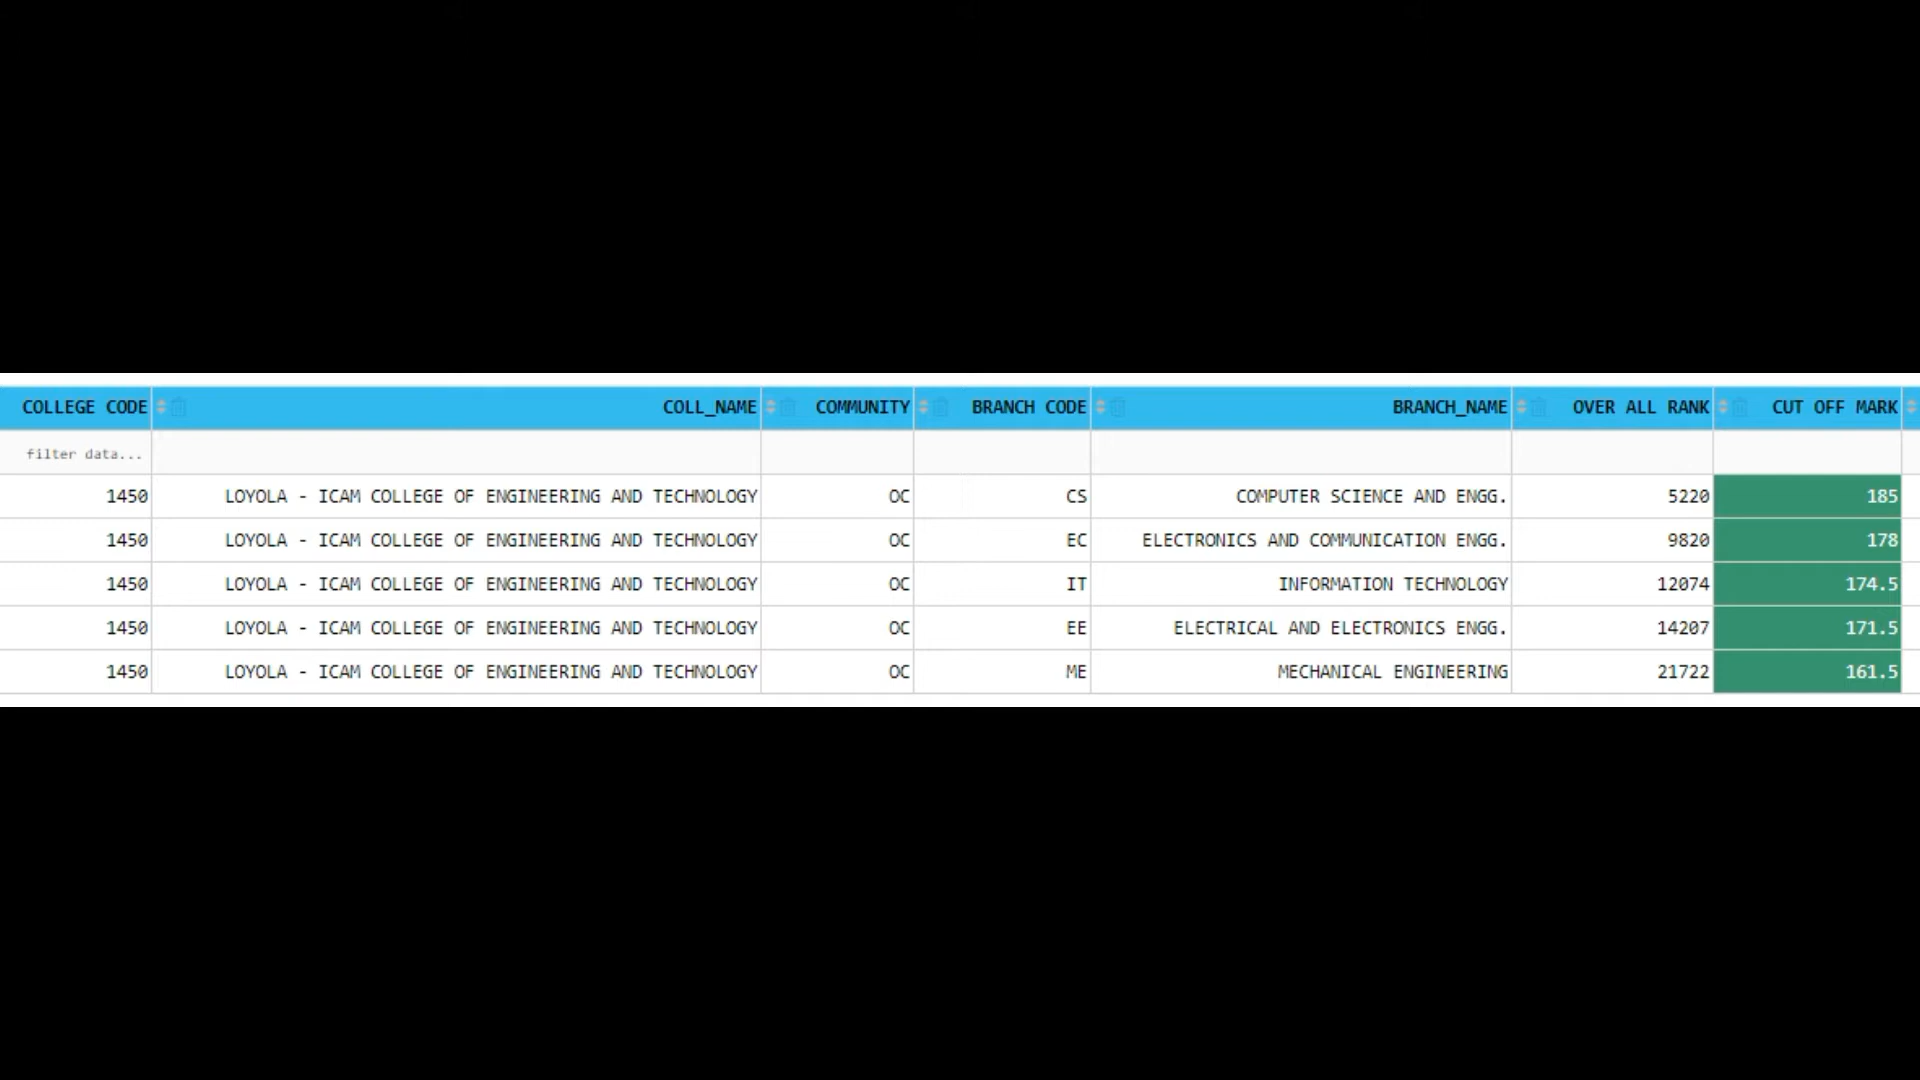 COLLEGE CODE COLL_NAME COMMUNITY BRANCH CODE BRANCH_NAME OVER ALL RANK CUT OFF MARK
filter data...
1450 LOYOLA - ICAM COLLEGE OF ENGINEERING AND TECHNOLOGY OC CS COMPUTER SCIENCE AND ENGG. 5220 185
1450 LOYOLA - ICAM COLLEGE OF ENGINEERING AND TECHNOLOGY OC EC ELECTRONICS AND COMMUNICATION ENGG. 9820 178
1450 LOYOLA - ICAM COLLEGE OF ENGINEERING AND TECHNOLOGY OC IT INFORMATION TECHNOLOGY 12074 174.5
1450 LOYOLA - ICAM COLLEGE OF ENGINEERING AND TECHNOLOGY OC EE ELECTRICAL AND ELECTRONICS ENGG. 14207 171.5
1450 LOYOLA - ICAM COLLEGE OF ENGINEERING AND TECHNOLOGY OC ME MECHANICAL ENGINEERING 21722 161.5